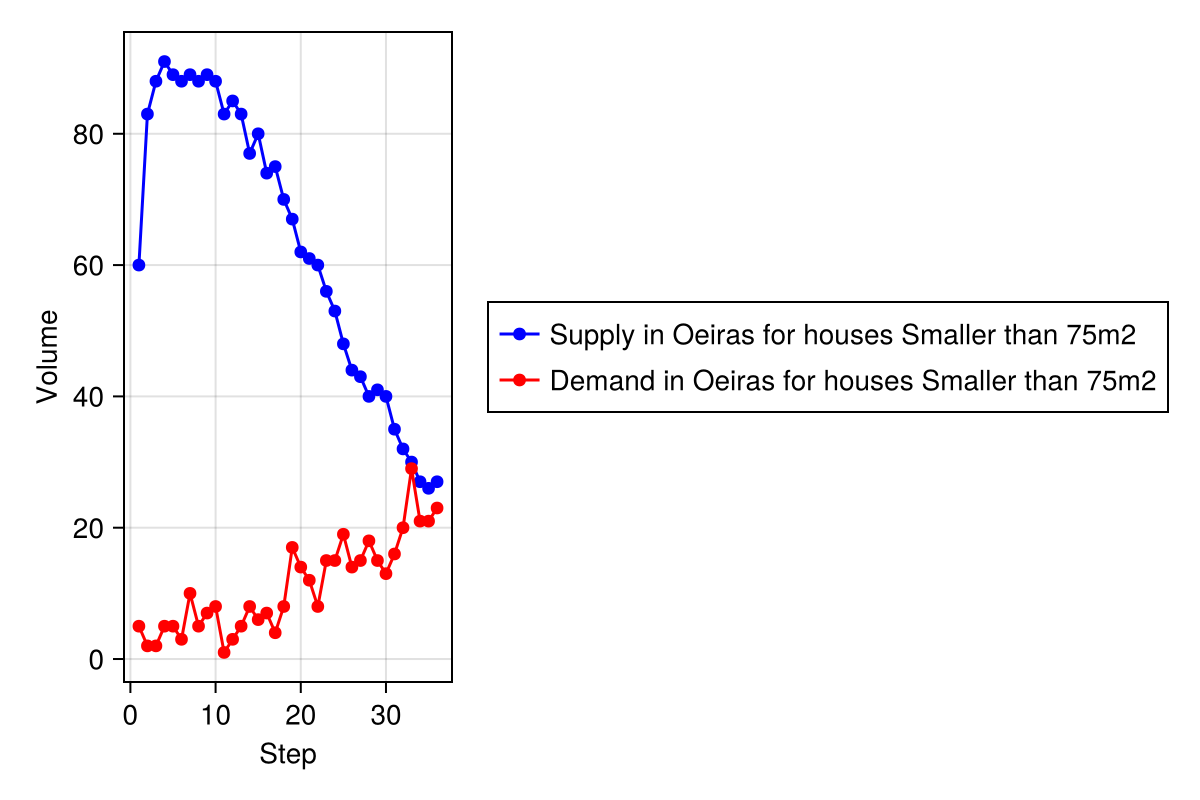 80
60
40
20
0
Volume
0 10 20 30
Step
Supply in Oeiras for houses Smaller than 75m2
Demand in Oeiras for houses Smaller than 75m2